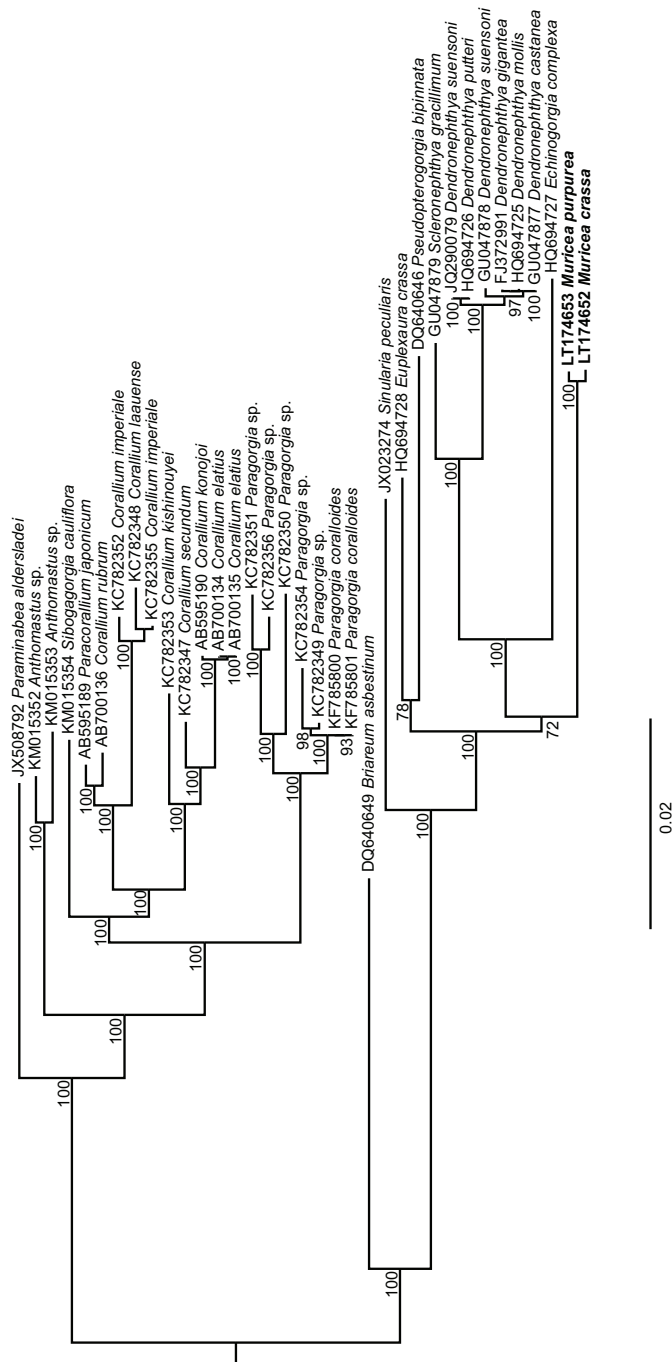 JX508792 Paraminabea aldersladei
KM015352 Anthomastus sp.
100
KM015353 Anthomastus sp.
KM015354 Sibogagorgia cauliflora
100
AB595189 Paracorallium japonicum
100
AB700136 Corallium rubrum
100
KC782352 Corallium imperiale
100
KC782348 Corallium laauense
KC782355 Corallium imperiale
100
100
KC782353 Corallium kishinouyei
100
KC782347 Corallium secundum
100
AB595190 Corallium konojoi
100
AB700134 Corallium elatius
100
AB700135 Corallium elatius
100
100
KC782351 Paragorgia sp.
100
KC782356 Paragorgia sp.
100
KC782350 Paragorgia sp.
100
KC782354 Paragorgia sp.
98
KC782349 Paragorgia sp.
100
KF785800 Paragorgia coralloides
93
KF785801 Paragorgia coralloides
DQ640649 Briareum asbestinum
100
JX023274 Sinularia peculiaris
100
HQ694728 Euplexaura crassa
78
DQ640646 Pseudopterogorgia bipinnata
100
GU047879 Scleronephthya gracillimum
100
JQ290079 Dendronephthya suensoni
100
HQ694726 Dendronephthya putteri
100
GU047878 Dendronephthya suensoni
FJ372991 Dendronephthya gigantea
97
HQ694725 Dendronephthya mollis
100
GU047877 Dendronephthya castanea
100
HQ694727 Echinogorgia complexa
72
LT174653 Muricea purpurea
100
LT174652 Muricea crassa
0.02